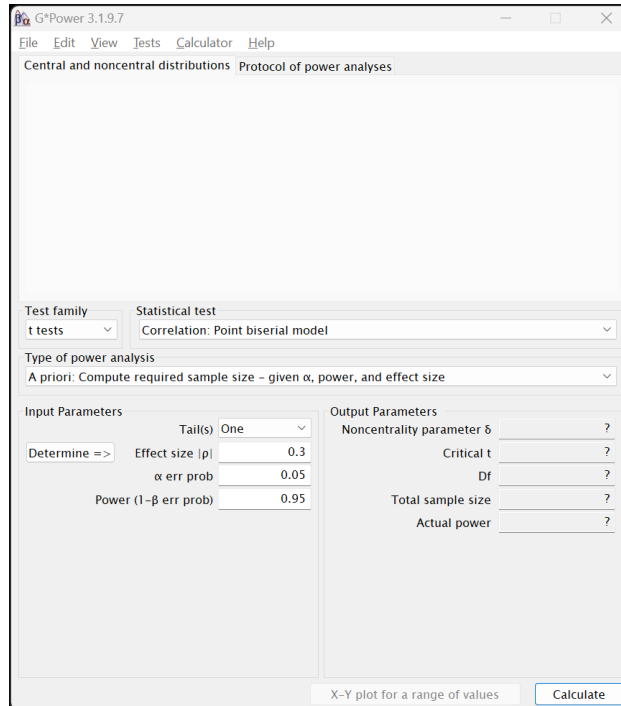 βα G*Power 3.1.9.7
File Edit View Tests Calculator Help
Central and noncentral distributions Protocol of power analyses
Test family Statistical test
t tests Correlation: Point biserial model
Type of power analysis
A priori: Compute required sample size – given α, power, and effect size
Input Parameters Output Parameters
Tail(s) One Noncentrality parameter δ ?
Determine => Effect size |ρ| 0.3 Critical t ?
α err prob 0.05 Df ?
Power (1–β err prob) 0.95 Total sample size ?
Actual power ?
X-Y plot for a range of values Calculate